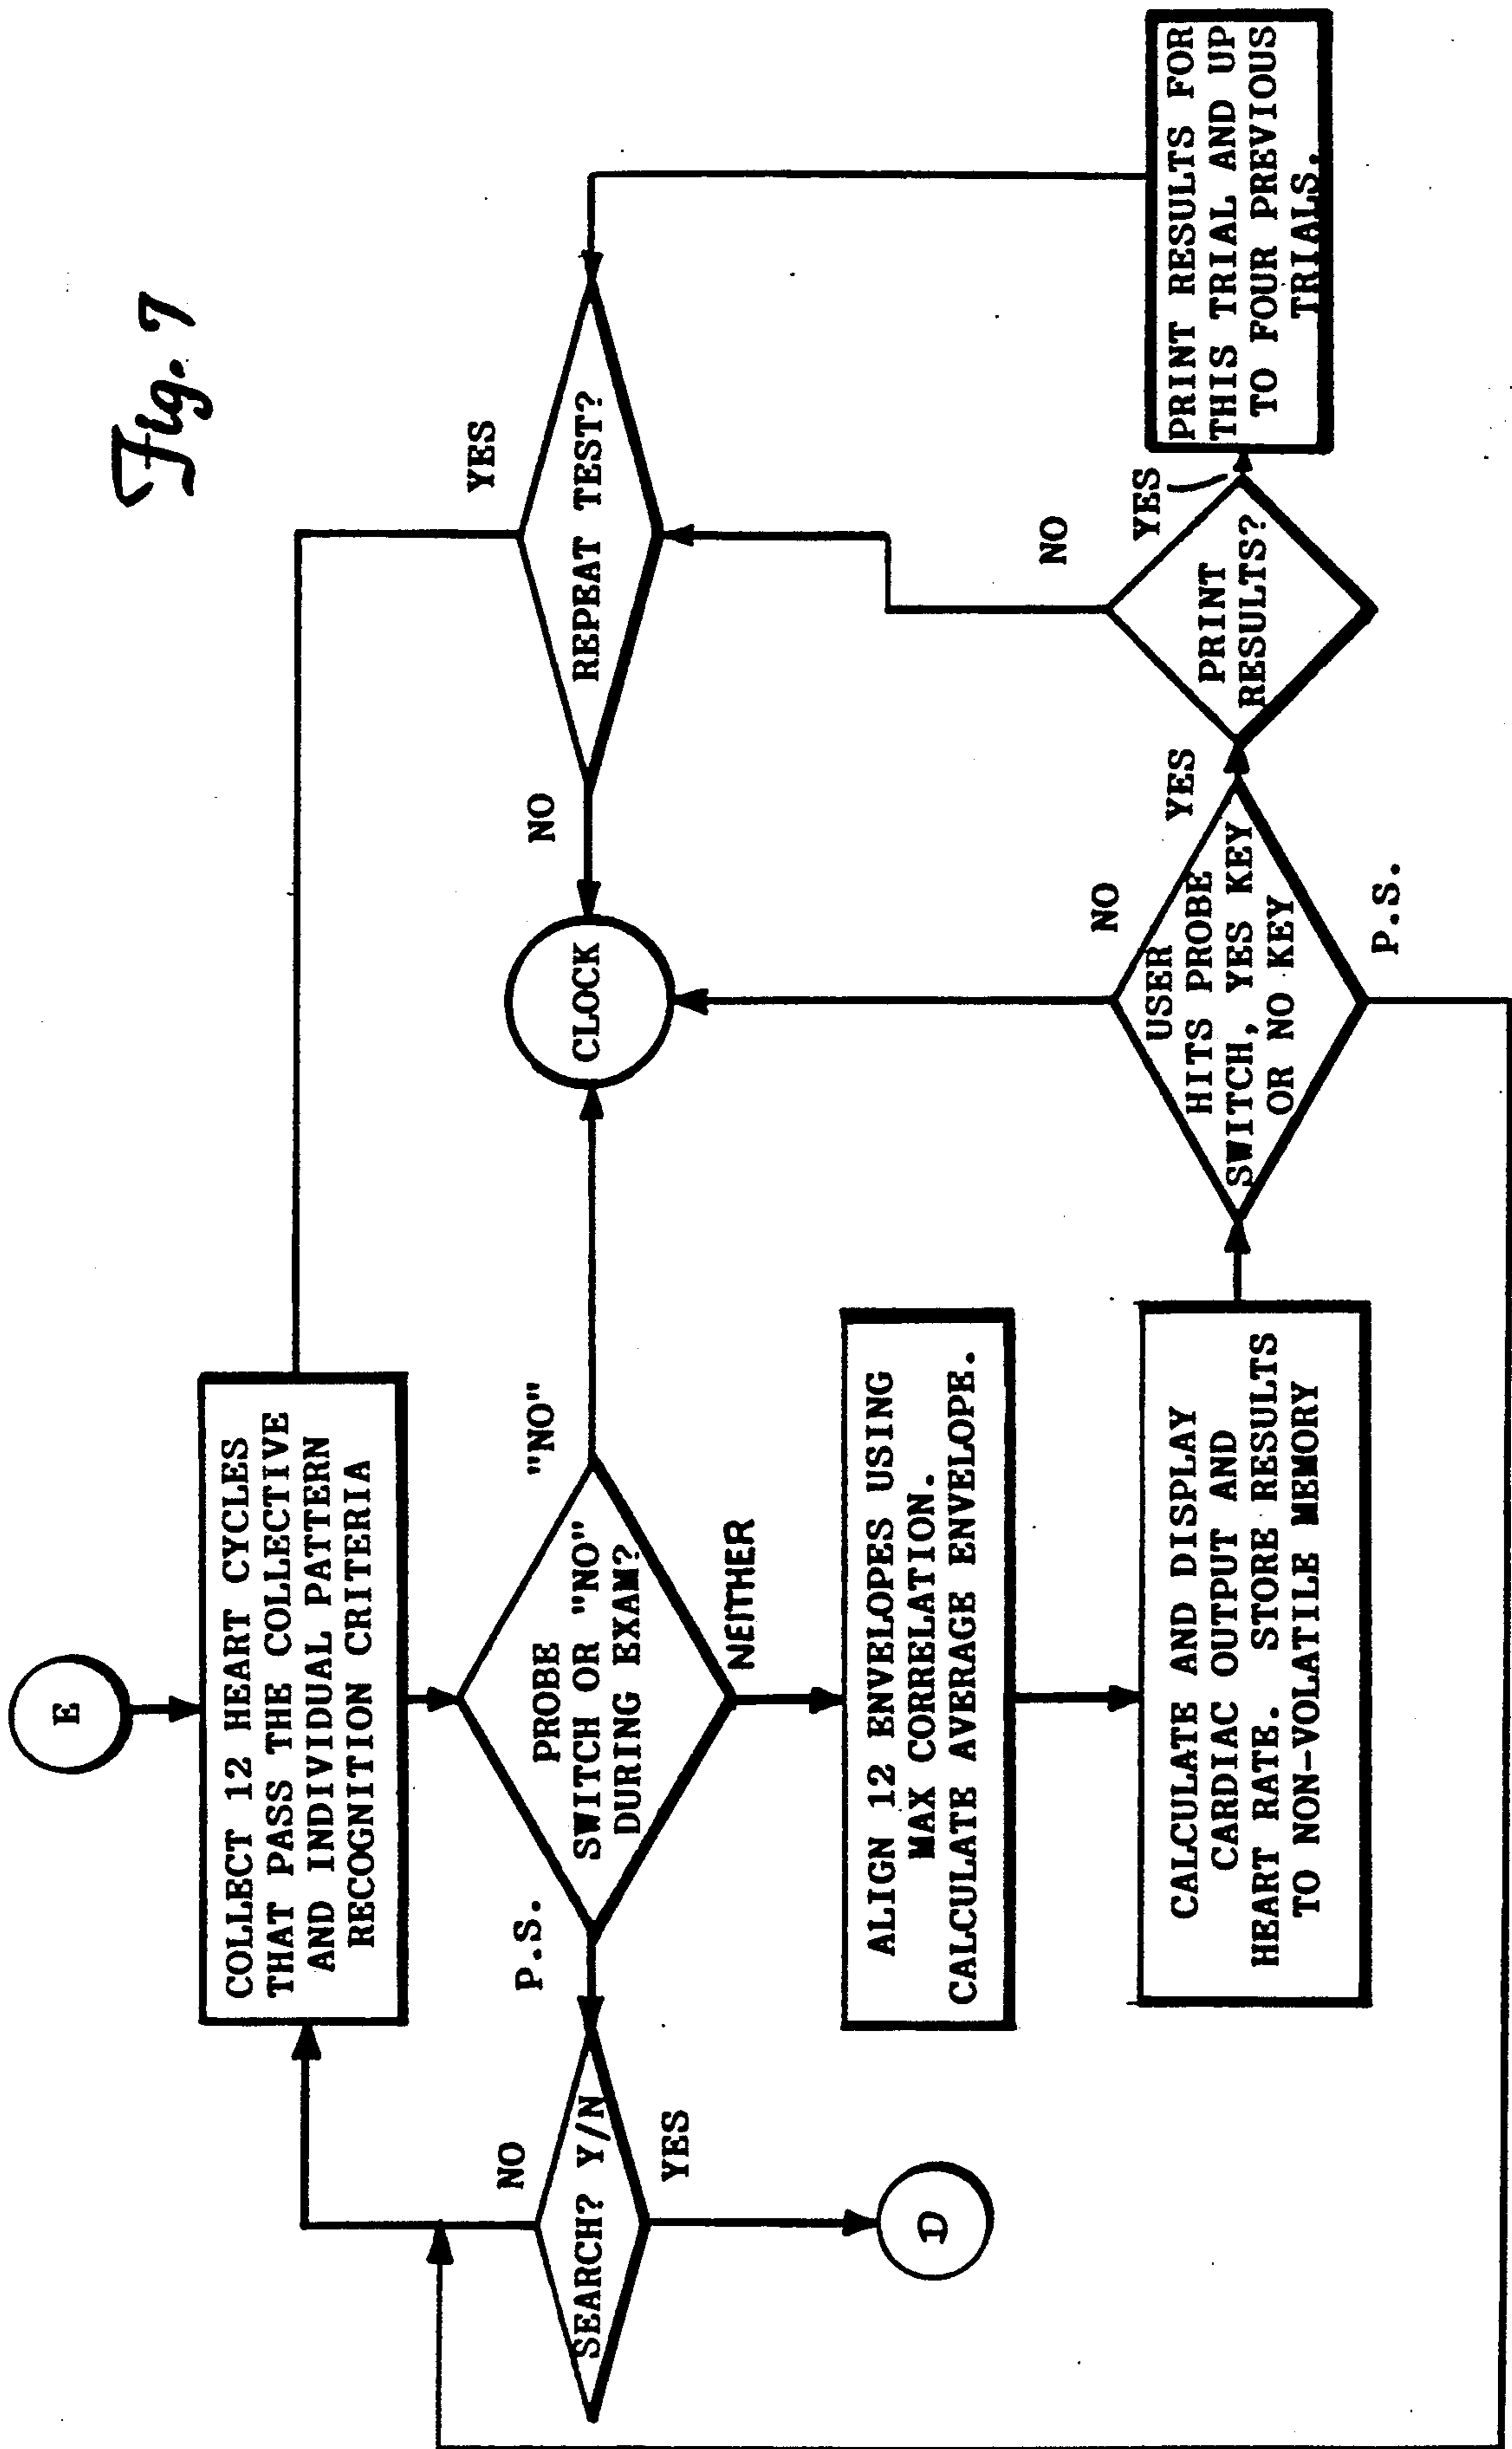 Fig. 7
E
COLLECT 12 HEART CYCLES
THAT PASS THE COLLECTIVE
AND INDIVIDUAL PATTERN
RECOGNITION CRITERIA
YES
REPEAT TEST?
NO
CLOCK
"NO"
PROBE
SWITCH OR "NO"
DURING EXAM?
P.S.
NEITHER
SEARCH? Y/N
NO
YES
D
ALIGN 12 ENVELOPES USING
MAX CORRELATION.
CALCULATE AVERAGE ENVELOPE.
CALCULATE AND DISPLAY
CARDIAC OUTPUT AND
HEART RATE. STORE RESULTS
TO NON-VOLATILE MEMORY
USER
HITS PROBE
SWITCH, YES KEY
OR NO KEY
NO
YES
P.S.
PRINT
RESULTS?
NO
YES
PRINT RESULTS FOR
THIS TRIAL AND UP
TO FOUR PREVIOUS
TRIALS.